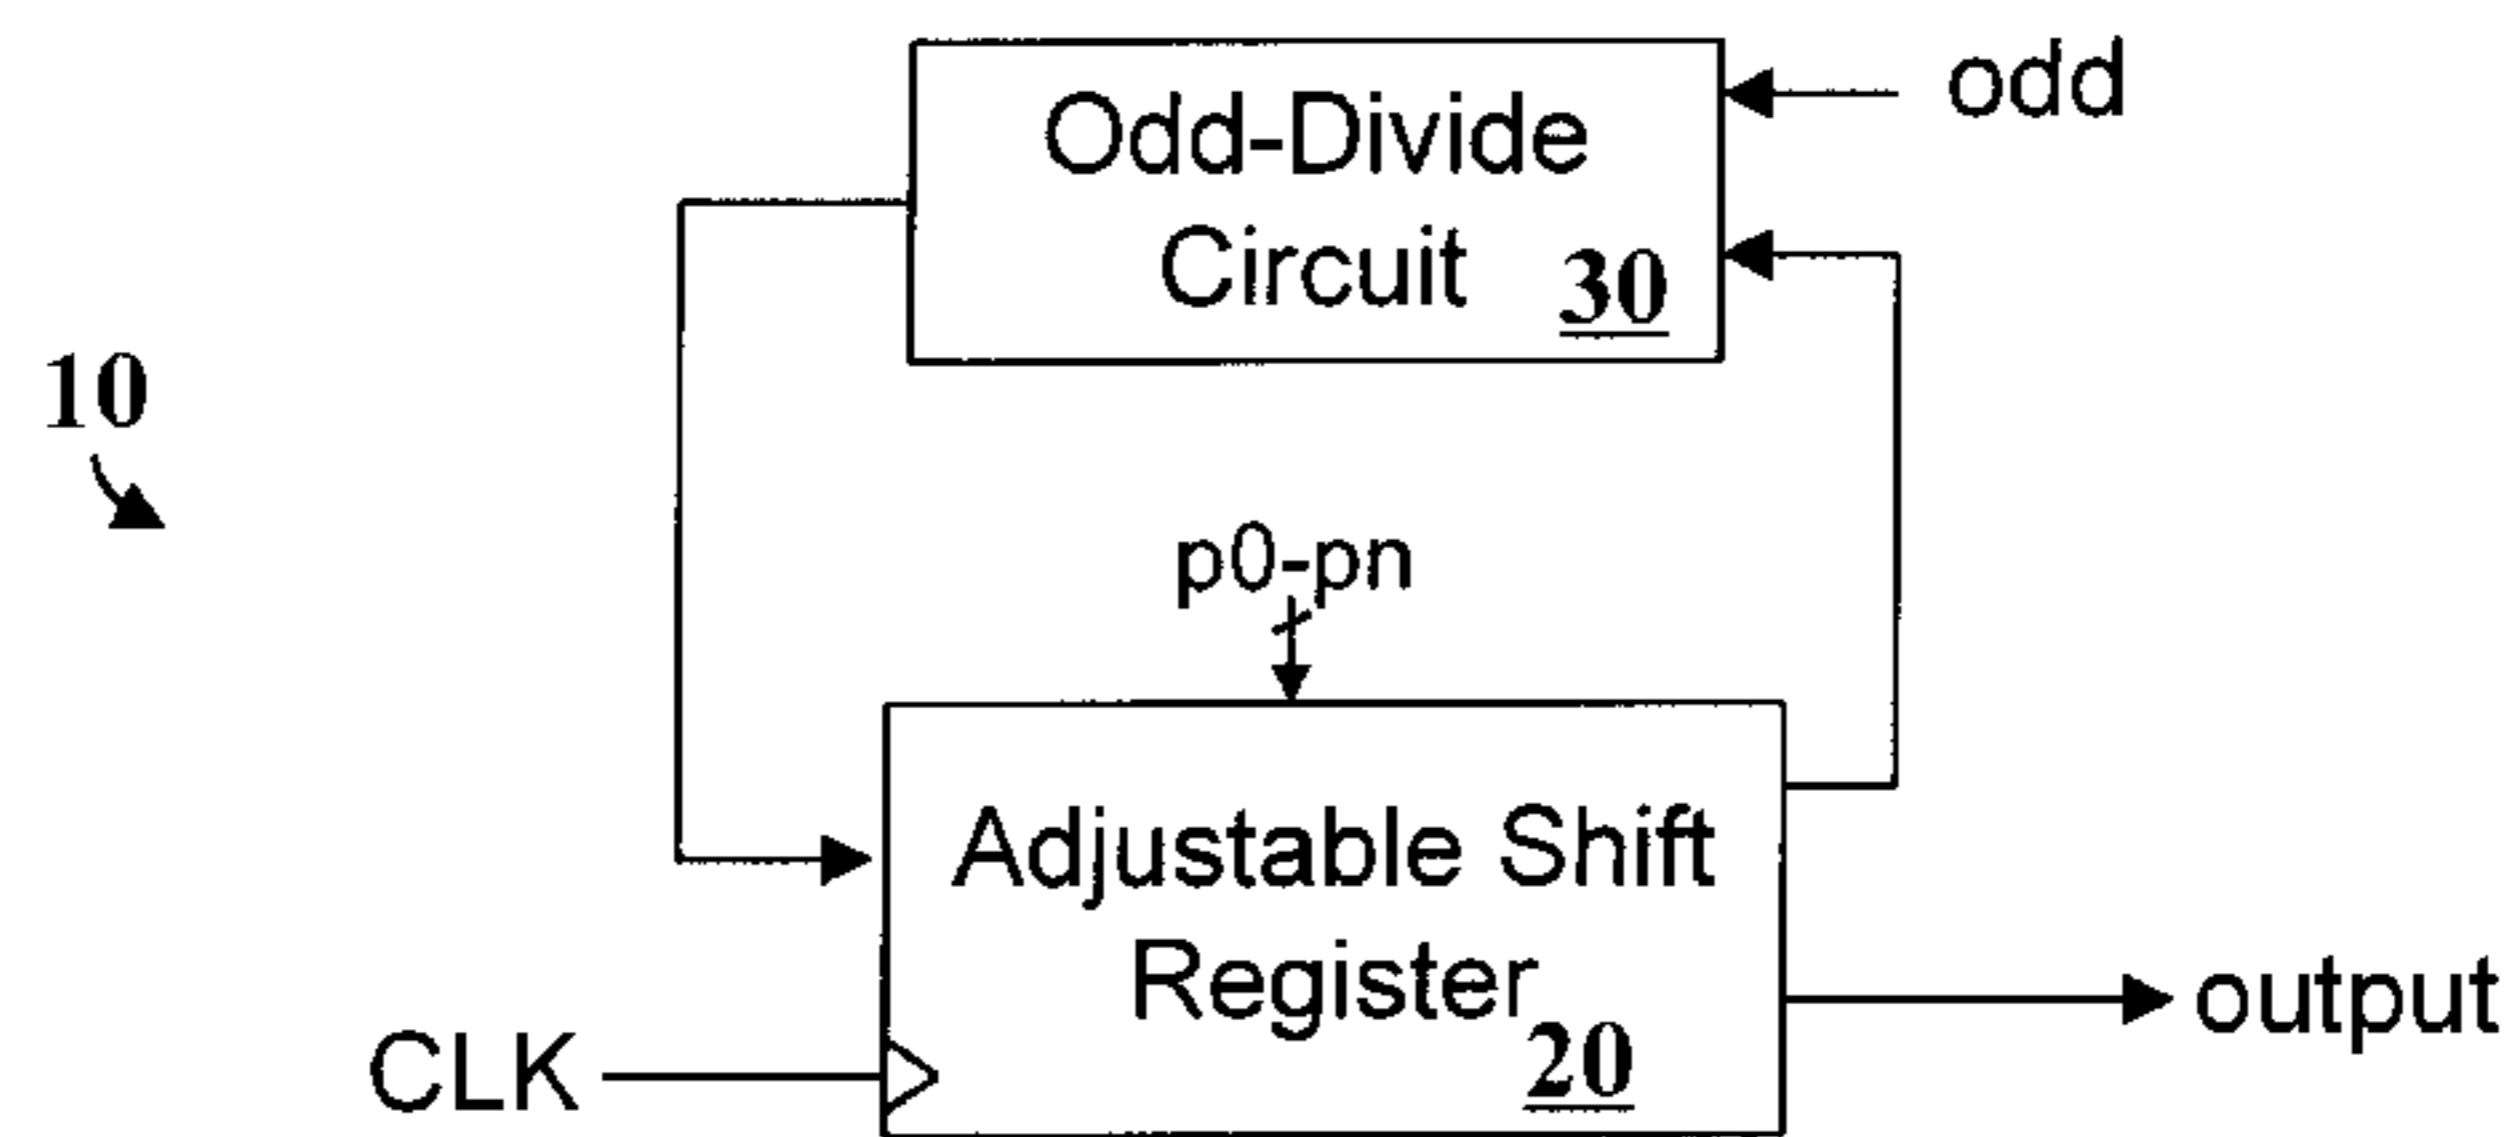 odd
Odd-Divide
Circuit
30
10
p0-pn
Adjustable Shift
Register
20
CLK
output